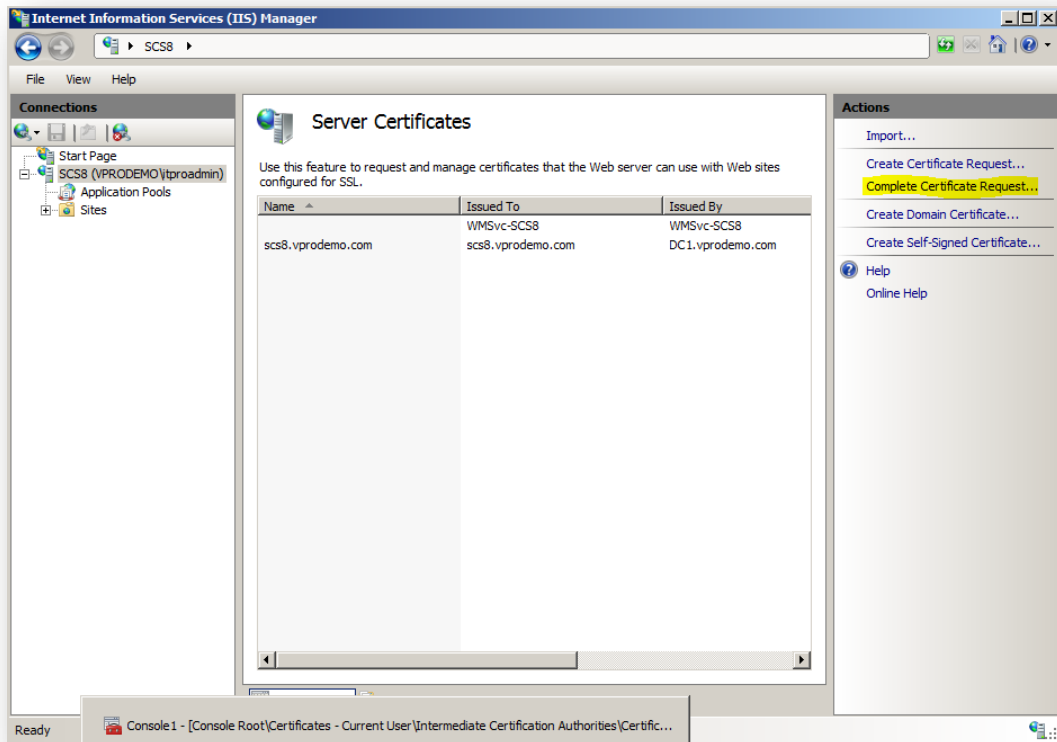 Internet Information Services (IIS) Manager
SCS8
File View Help
Connections
Start Page
SCS8 (VPRODEMO\itproadmin)
Application Pools
Sites
Server Certificates
Use this feature to request and manage certificates that the Web server can use with Web sites
configured for SSL.
Name Issued To Issued By
WMSvc-SCS8 WMSvc-SCS8
scs8.vprodemo.com scs8.vprodemo.com DC1.vprodemo.com
Actions
Import...
Create Certificate Request...
Complete Certificate Request...
Create Domain Certificate...
Create Self-Signed Certificate...
Help
Online Help
Ready
Console1 - [Console Root\Certificates - Current User\Intermediate Certification Authorities\Certific...